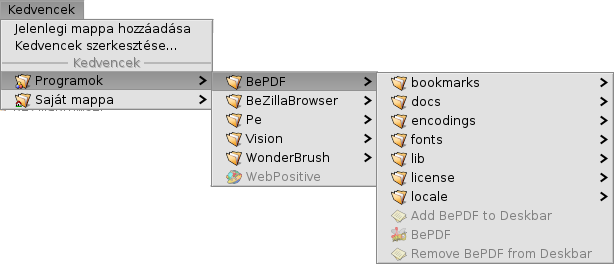 Kedvencek
Jelenlegi mappa hozzáadása
Kedvencek szerkesztése...
Kedvencek
Programok
Saját mappa
BePDF
BeZillaBrowser
Pe
Vision
WonderBrush
WebPositive
bookmarks
docs
encodings
fonts
lib
license
locale
Add BePDF to Deskbar
BePDF
Remove BePDF from Deskbar